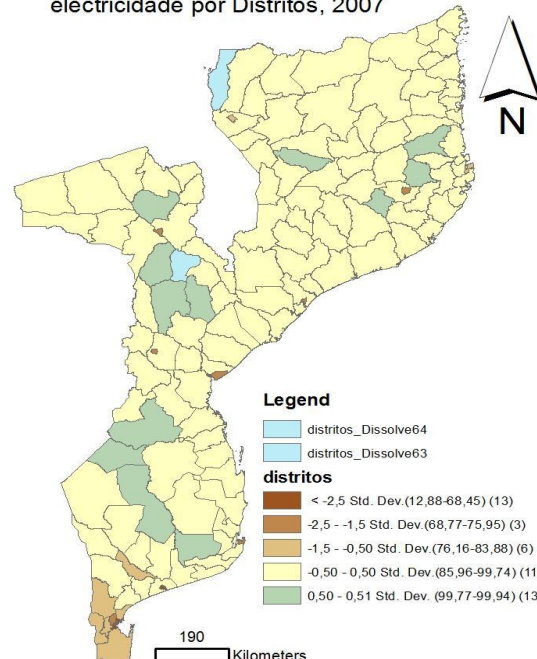 electricidade por Distritos, 2007
N
Legend
distritos_Dissolve64
distritos_Dissolve63
distritos
< -2,5 Std. Dev.(12,88-68,45) (13)
-2,5 - -1,5 Std. Dev.(68,77-75,95) (3)
-1,5 - -0,50 Std. Dev.(76,16-83,88) (6)
-0,50 - 0,50 Std. Dev.(85,96-99,74) (11
0,50 - 0,51 Std. Dev. (99,77-99,94) (13
190
Kilometers